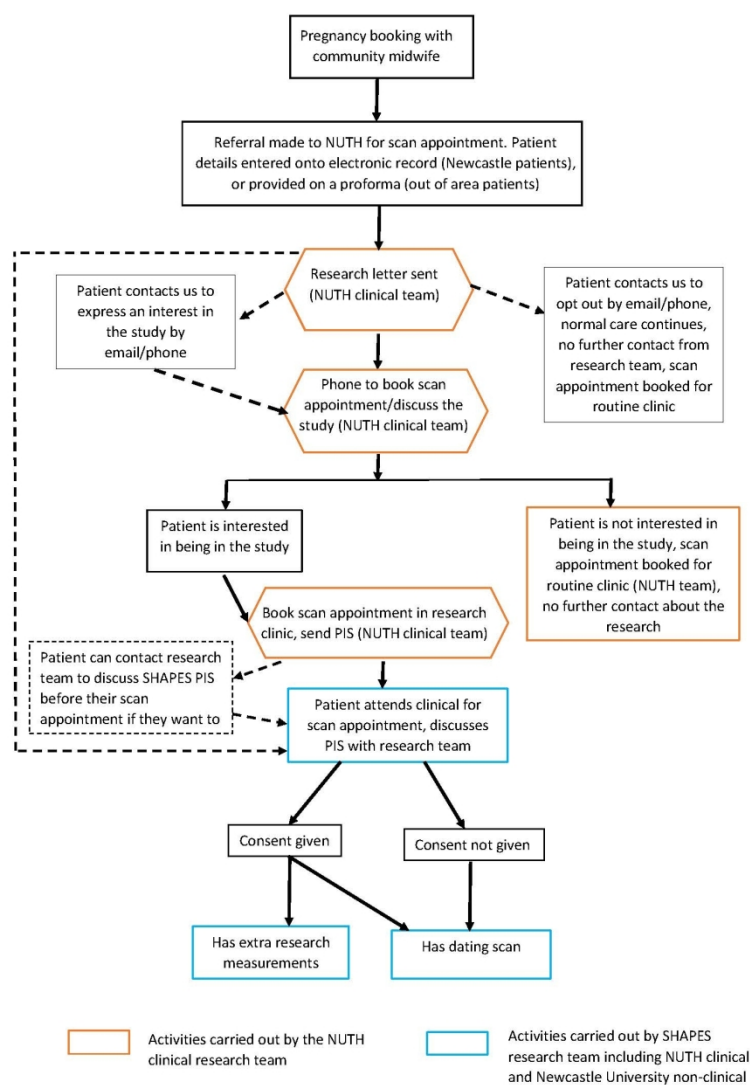 Pregnancy booking with
community midwife
Referral made to NUTH for scan appointment. Patient
details entered onto electronic record (Newcastle patients),
or provided on a proforma (out of area patients)
Research letter sent
(NUTH clinical team)
Patient contacts us to
express an interest in
the study by
email/phone
Patient contacts us to
opt out by email/phone,
normal care continues,
no further contact from
research team, scan
appointment booked for
routine clinic
Phone to book scan
appointment/discuss the
study (NUTH clinical team)
Patient is interested
in being in the study
Patient is not interested in
being in the study, scan
appointment booked for
routine clinic (NUTH team),
no further contact about the
research
Book scan appointment in research
clinic, send PIS (NUTH clinical team)
Patient can contact research
team to discuss SHAPES PIS
before their scan
appointment if they want to
Patient attends clinical for
scan appointment, discusses
PIS with research team
Consent given
Consent not given
Has extra research
measurements
Has dating scan
Activities carried out by the NUTH
clinical research team
Activities carried out by SHAPES
research team including NUTH clinical
and Newcastle University non-clinical